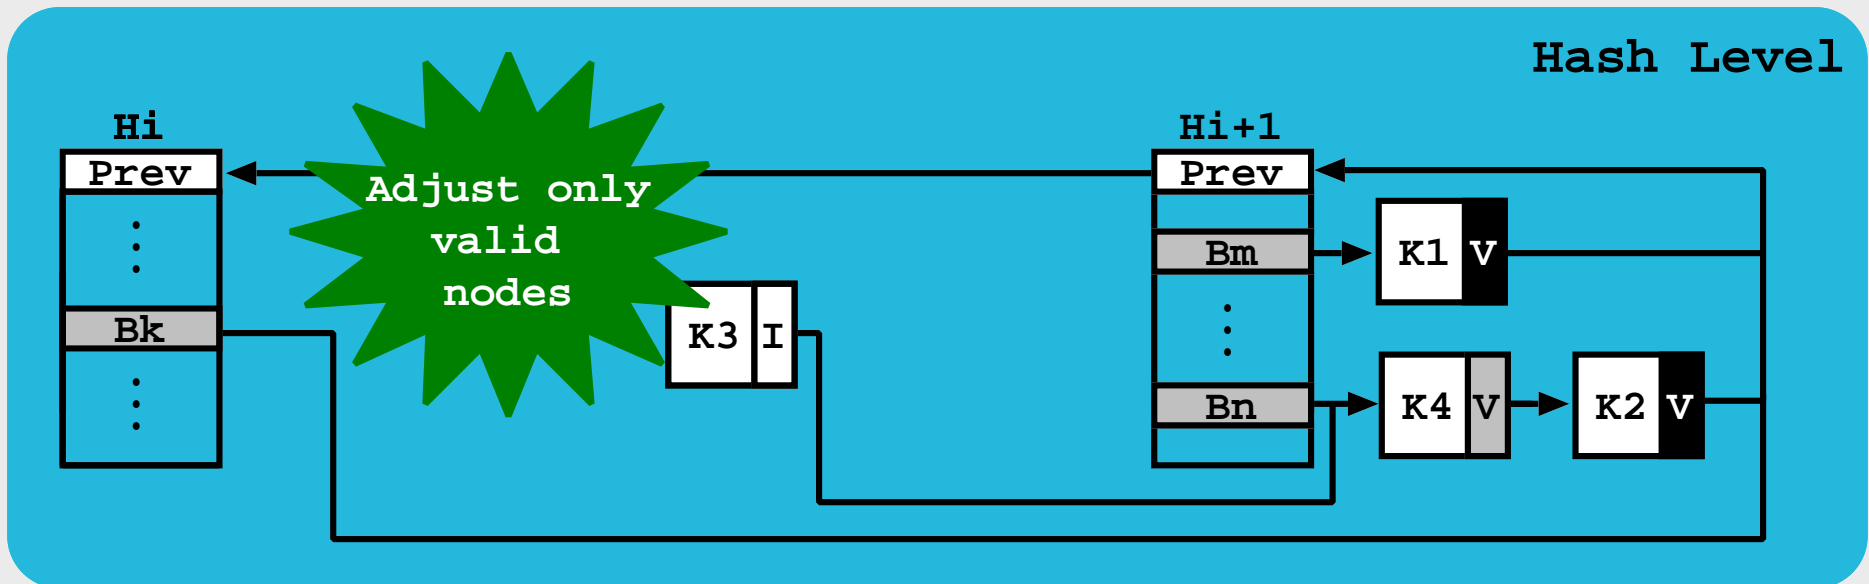 Hash Level
Hi
Hi+1
Prev
Prev
Adjust only
valid
nodes
Bm
K1 V
Bk
K3 I
Bn
K4 V
K2 V